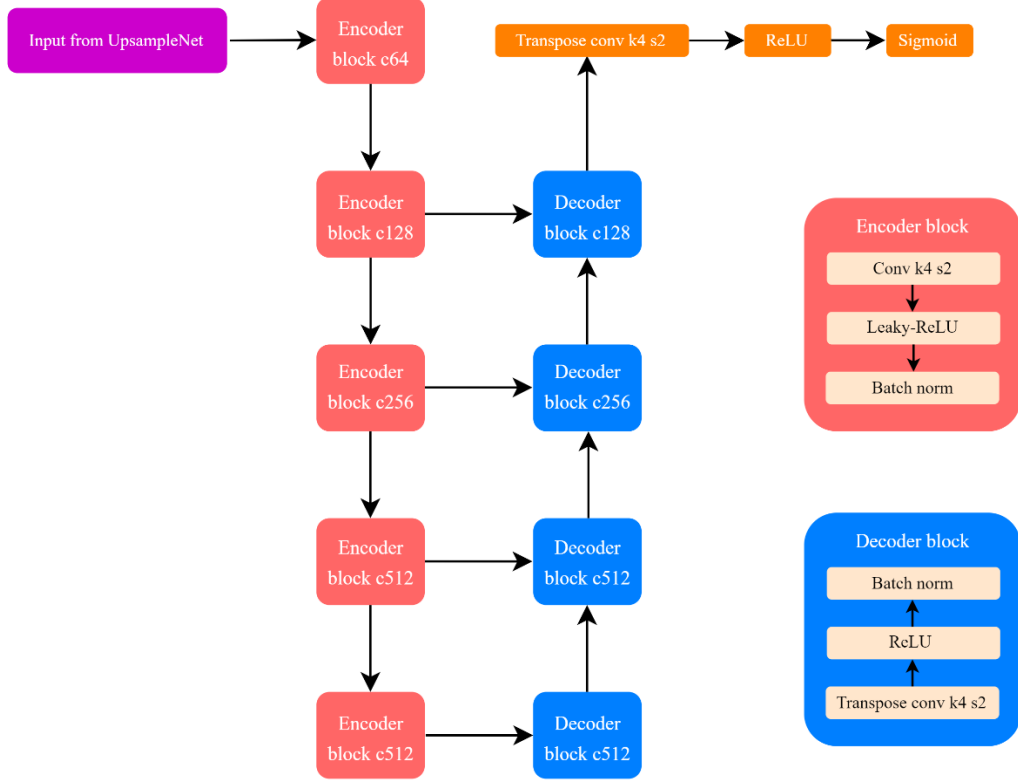 Input from UpsampleNet
Encoder
block c64
Transpose conv k4 s2
ReLU
Sigmoid
Encoder
block c128
Decoder
block c128
Encoder
block c256
Decoder
block c256
Encoder
block c512
Decoder
block c512
Encoder
block c512
Decoder
block c512
Encoder block
Conv k4 s2
Leaky-ReLU
Batch norm
Decoder block
Batch norm
ReLU
Transpose conv k4 s2